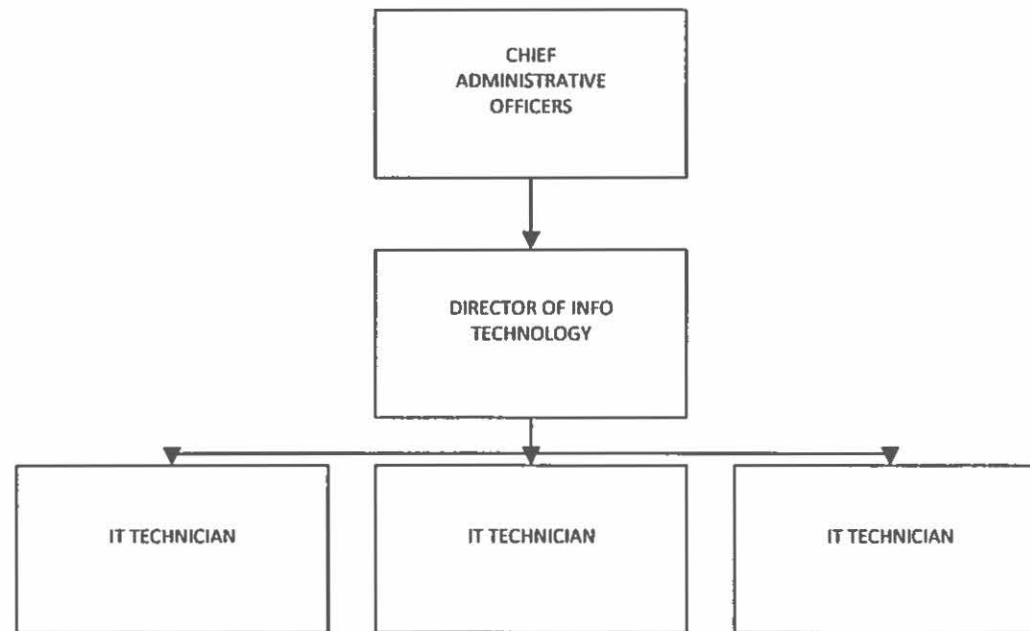 CHIEF
ADMINISTRATIVE
OFFICERS
DIRECTOR OF INFO
TECHNOLOGY
IT TECHNICIAN
IT TECHNICIAN
IT TECHNICIAN